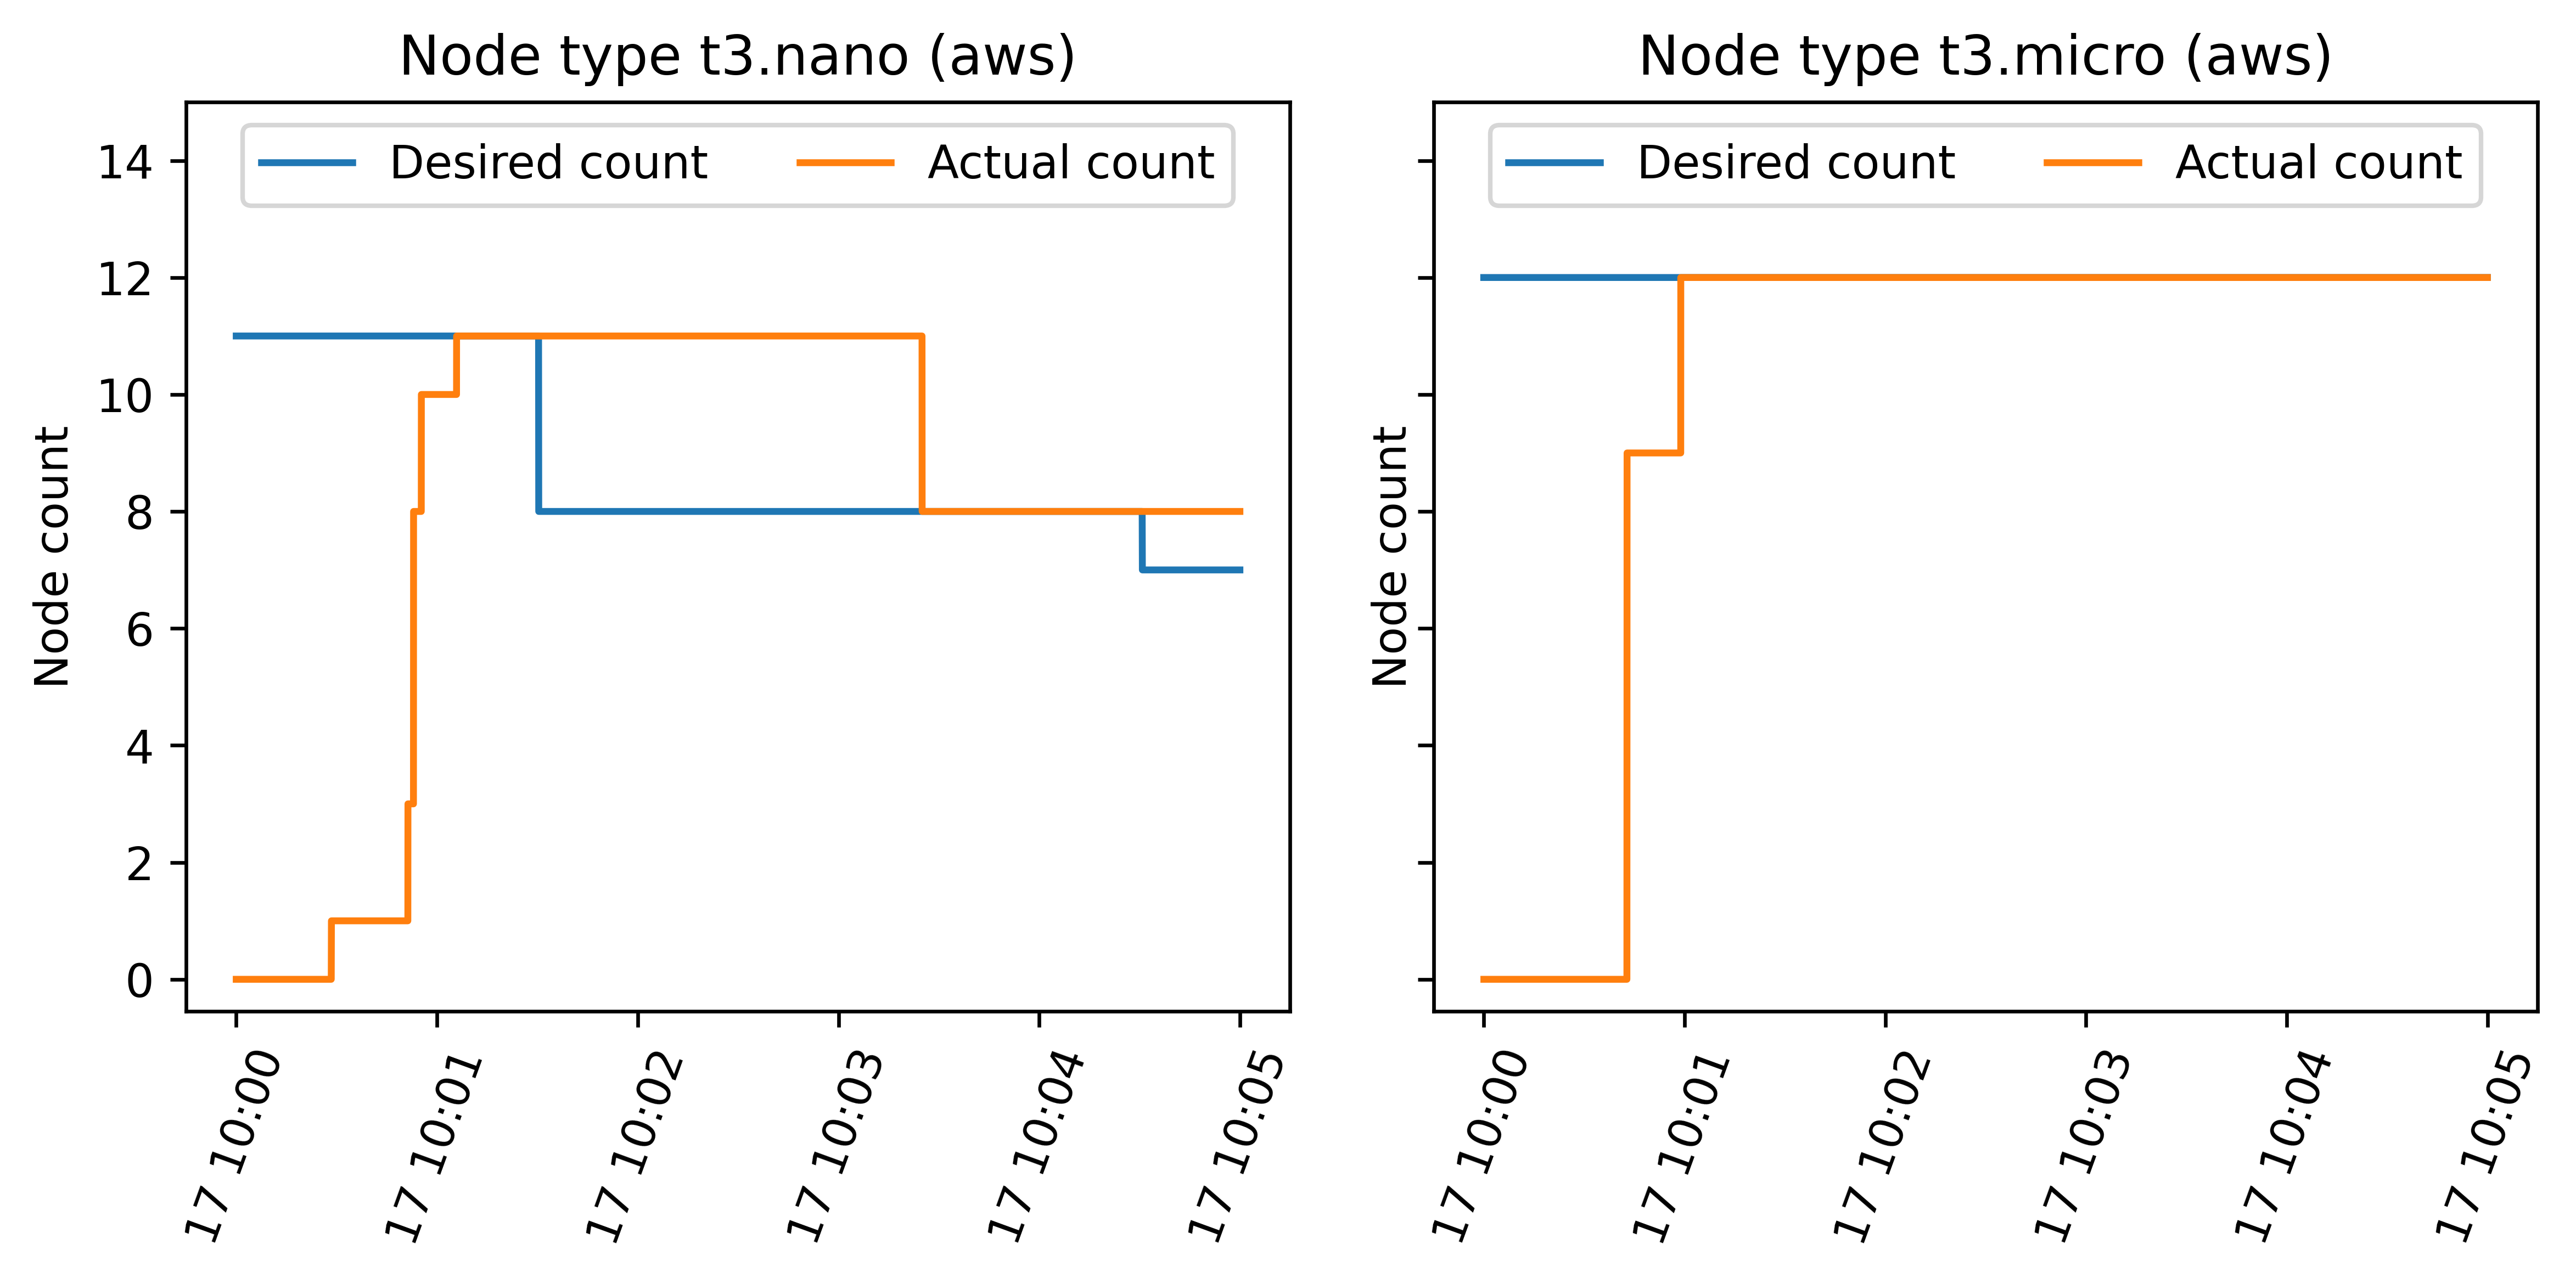 Node type t3.nano (aws)
Desired count
Actual count
14
12
10
8
6
4
2
0
Node count
17 10:00
17 10:01
17 10:02
17 10:03
17 10:04
17 10:05
Node type t3.micro (aws)
Desired count
Actual count
Node count
17 10:00
17 10:01
17 10:02
17 10:03
17 10:04
17 10:05